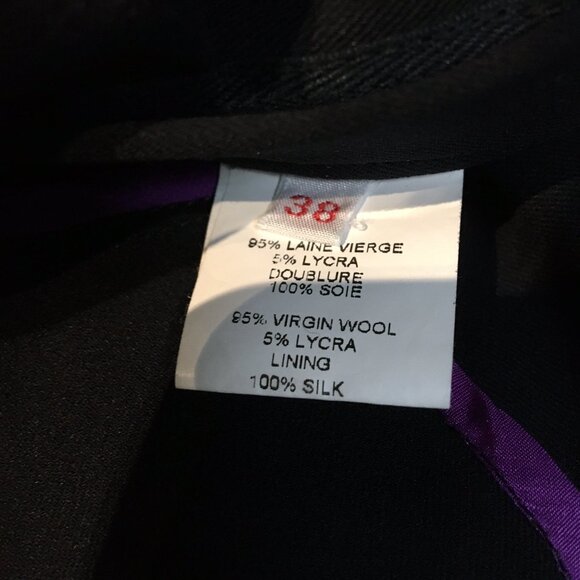 38
95% LAINE VIERGE
5% LYCRA
DOUBLURE
100% SOIE
95% VIRGIN WOOL
5% LYCRA
LINING
100% SILK